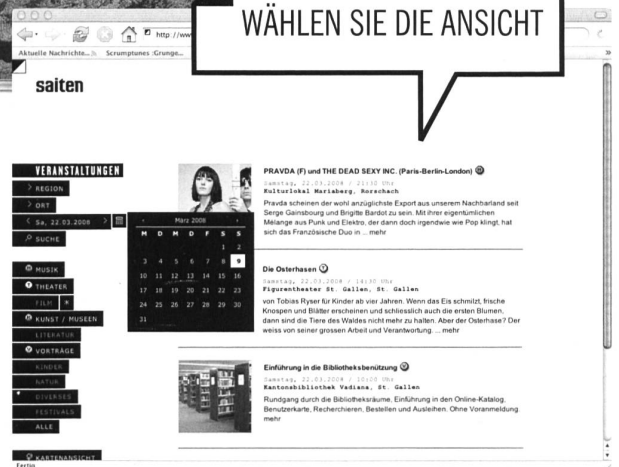 WÄHLEN SIE DIE ANSICHT
http://ww
Aktuelle Nachrichte...
Scrumptunes :Grunge...
saiten
VERANSTALTUNGEN
> REGION
> ORT
< Sa, 22.03.2008 >
SUCHE
MUSIK
THEATER
FILM
KUNST / MUSEEN
LITERATUR
VORTRÄGE
KINDER
NATUR
DIVERSES
FESTIVALS
ALLE
KARTENANSICHT
Fertig
März 2008
M D M D F S S
1 2
3 4 5 6 7 8 9
10 11 12 13 14 15 16
17 18 19 20 21 22 23
24 25 26 27 28 29 30
31
PRAVDA (F) und THE DEAD SEXY INC. (Paris-Berlin-London)
Samstag, 22.03.2008 / 21:30 Uhr
Kulturlokal Mariaberg, Rorschach
Pravda scheinen der wohl anzüglichste Export aus unserem Nachbarland seit
Serge Gainsbourg und Brigitte Bardot zu sein. Mit ihrer eigentümlichen
Mélange aus Punk und Elektro, der dann doch irgendwie wie Pop klingt, hat
sich das Französische Duo in ... mehr
Die Osterhasen
Samstag, 22.03.2008 / 14:30 Uhr
Figurentheater St. Gallen, St. Gallen
von Tobias Ryser für Kinder ab vier Jahren. Wenn das Eis schmilzt, frische
Knospen und Blätter erscheinen und schliesslich auch die ersten Blumen,
dann sind die Tiere des Waldes nicht mehr zu halten. Aber der Osterhase? Der
weiss von seiner grossen Arbeit und Verantwortung. ... mehr
Einführung in die Bibliotheksbenützung
Samstag, 22.03.2008 / 10:00 Uhr
Kantonsbibliothek Vadiana, St. Gallen
Rundgang durch die Bibliotheksräume, Einführung in den Online-Katalog,
Benutzerkarte, Recherchieren, Bestellen und Ausleihen. Ohne Voranmeldung.
mehr